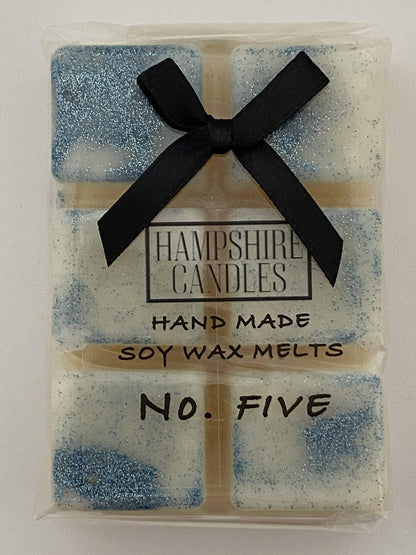 HAMPSHIRE
CANDLES
HAND MADE
SOY WAX MELTS
No. FIVE